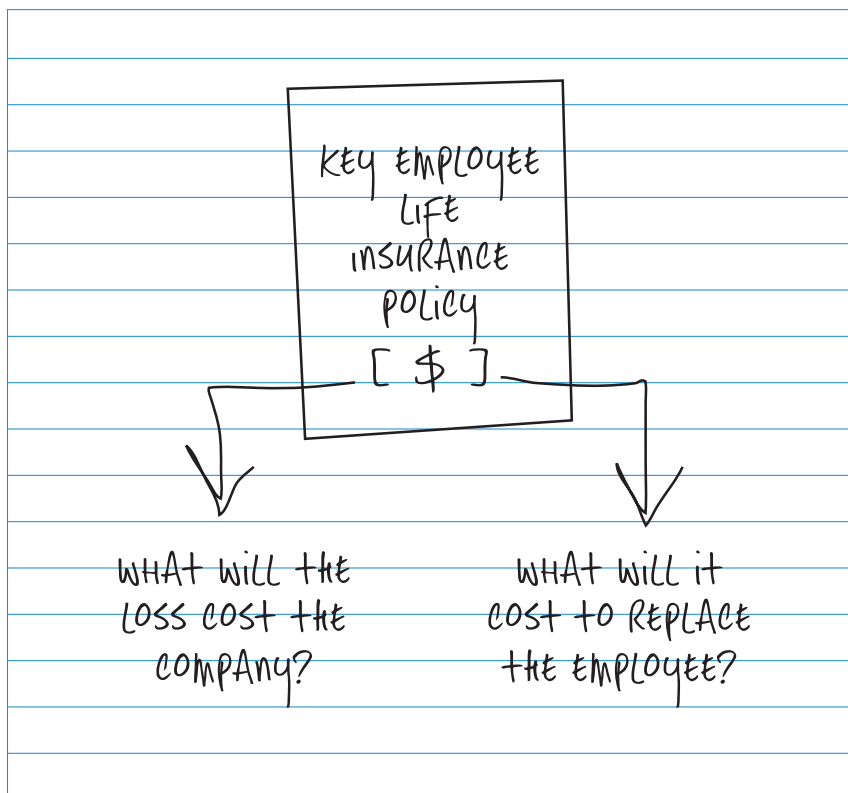 KEY EMPLOYEE
LIFE
INSURANCE
POLICY
[ $ ]
WHAT WILL THE
LOSS COST THE
COMPANY?
WHAT WILL IT
COST TO REPLACE
THE EMPLOYEE?